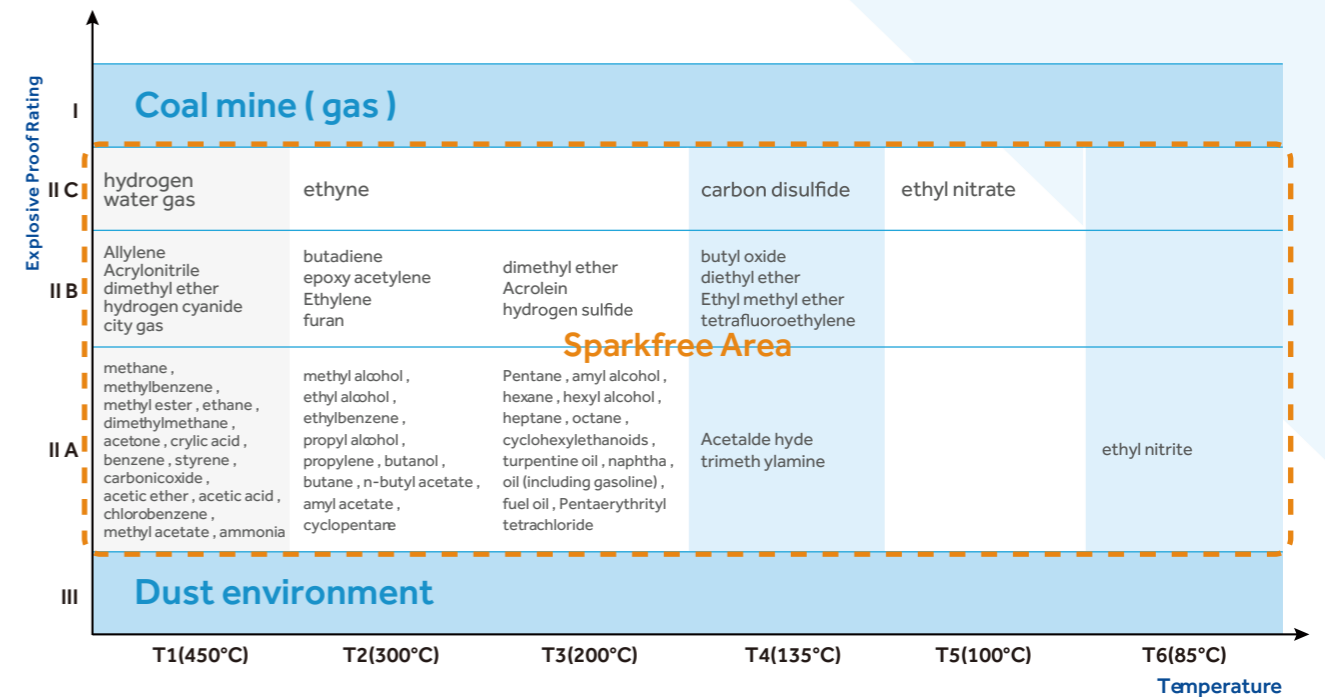 Explosive Proof Rating
I
Coal mine ( gas )
II C
hydrogen
water gas
ethyne
carbon disulfide
ethyl nitrate
II B
Allylene
Acrylonitrile
dimethyl ether
hydrogen cyanide
city gas
butadiene
epoxy acetylene
Ethylene
furan
dimethyl ether
Acrolein
hydrogen sulfide
butyl oxide
diethyl ether
Ethyl methyl ether
tetrafluoroethylene
Sparkfree Area
II A
methane ,
methylbenzene ,
methyl ester , ethane ,
dimethylmethane ,
acetone , crylic acid ,
benzene , styrene ,
carbonicoxide ,
acetic ether , acetic acid ,
chlorobenzene ,
methyl acetate , ammonia
methyl alcohol ,
ethyl alcohol ,
ethylbenzene ,
propyl alcohol ,
propylene , butanol ,
butane , n-butyl acetate ,
amyl acetate ,
cyclopentane
Pentane , amyl alcohol ,
hexane , hexyl alcohol ,
heptane , octane ,
cyclohexylethanoids ,
turpentine oil , naphtha ,
oil (including gasoline) ,
fuel oil , Pentaerythrityl
tetrachloride
Acetalde hyde
trimeth ylamine
ethyl nitrite
III
Dust environment
T1(450°C)
T2(300°C)
T3(200°C)
T4(135°C)
T5(100°C)
T6(85°C)
Temperature